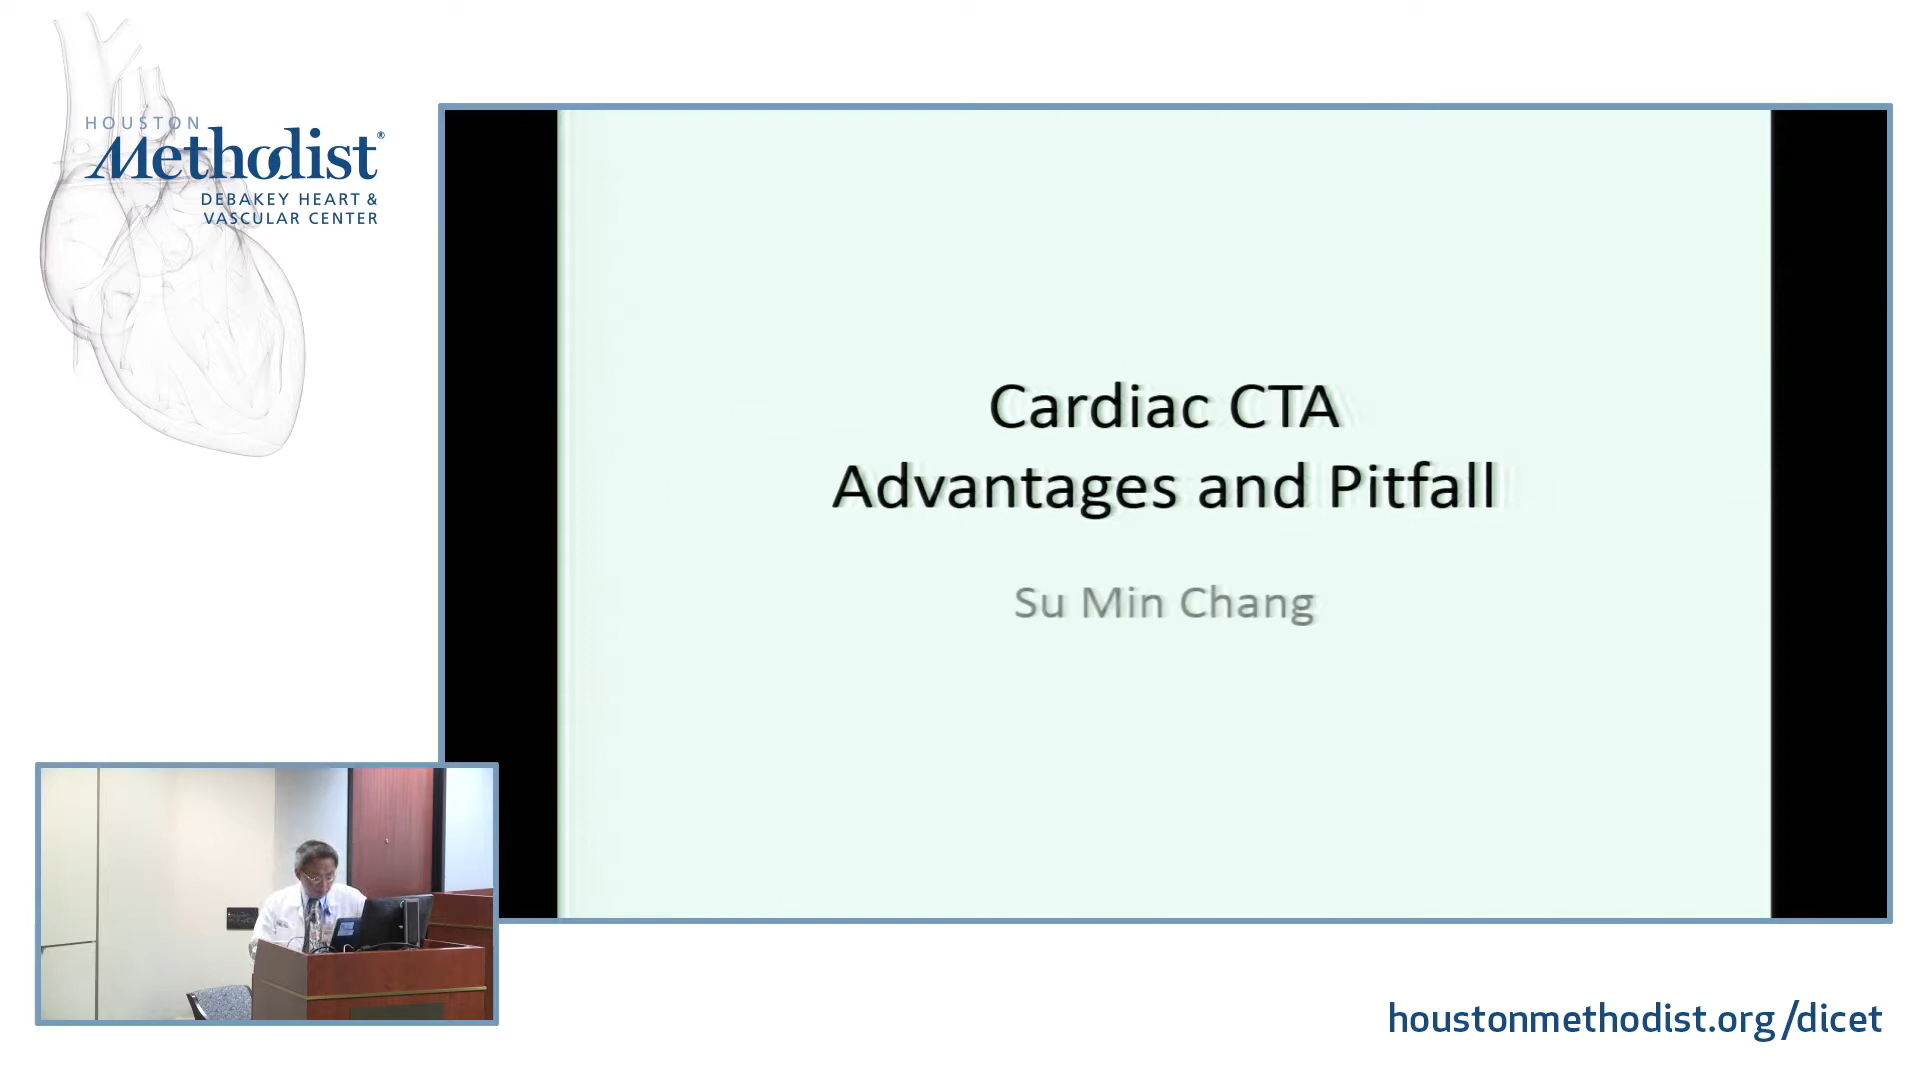 HOUSTON
Methodist®
DEBAKEY HEART &
VASCULAR CENTER
Cardiac CTA
Advantages and Pitfall
Su Min Chang
houstonmethodist.org/dicet